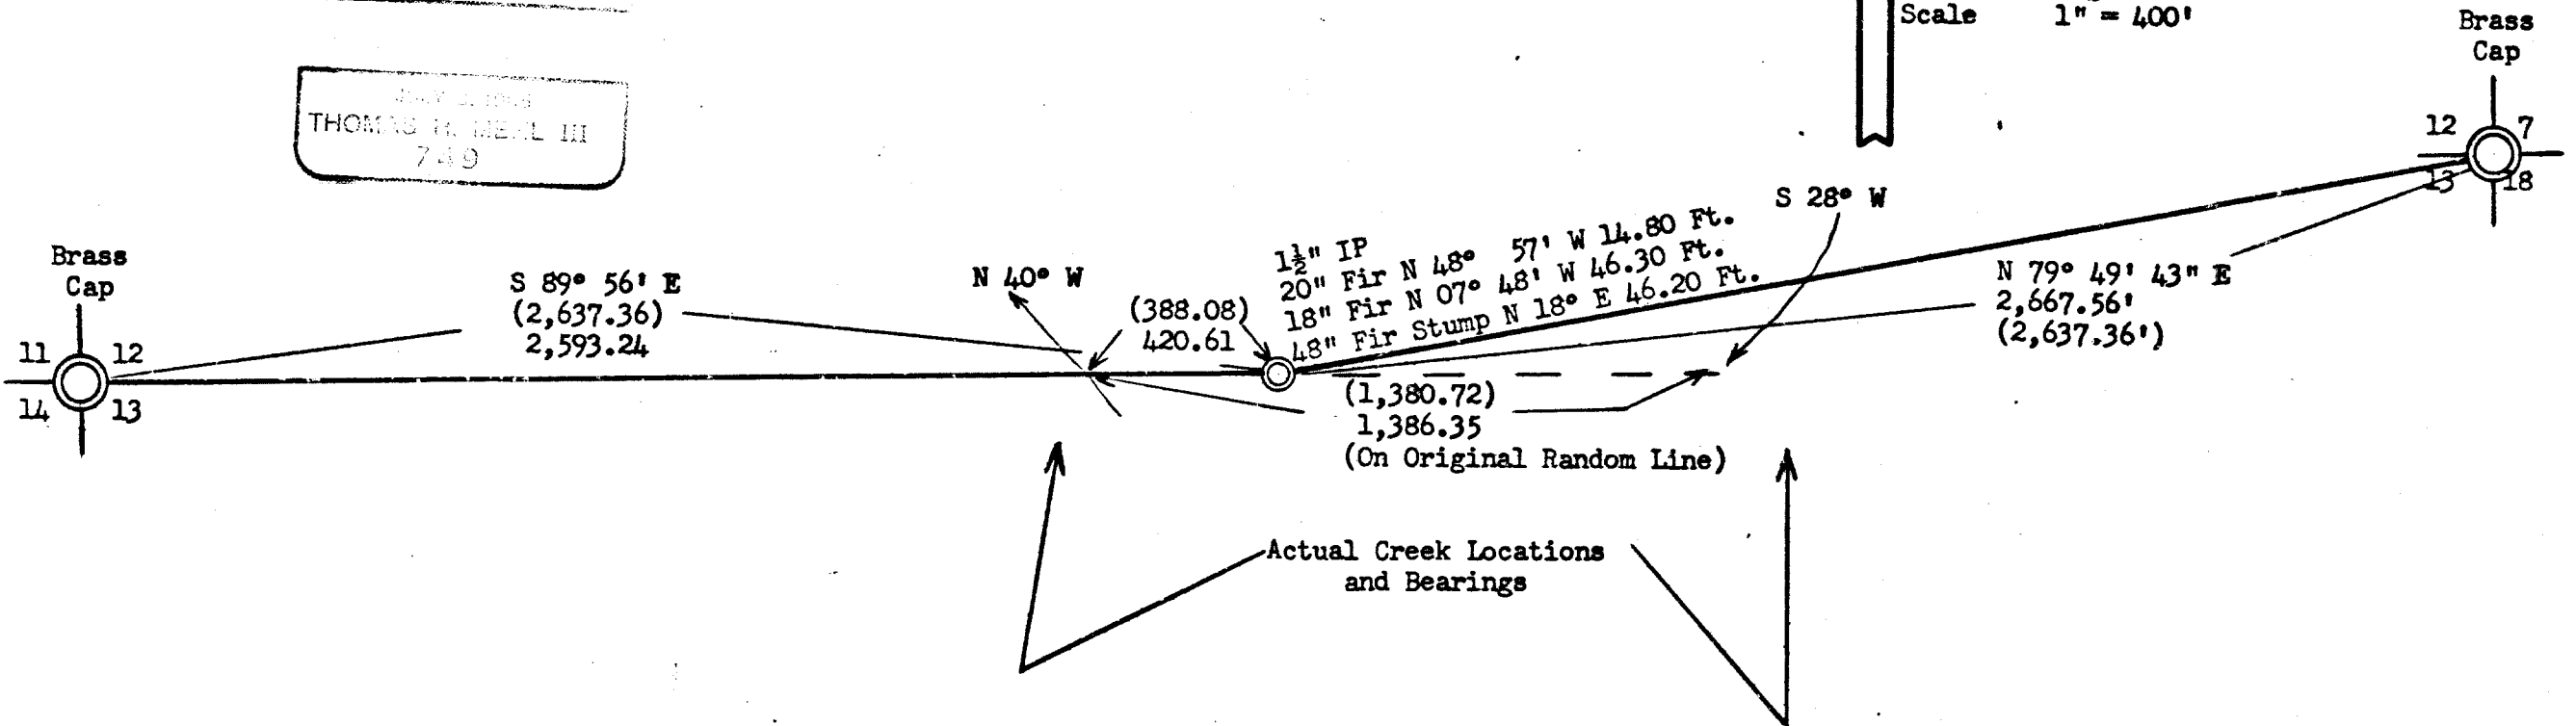 Scale 1" = 400'
Brass
Cap
THOMAS H. III
749
12 7
13 18
S 28° W
Brass
Cap
S 89° 56' E
(2,637.36)
2,593.24
N 40° W
(388.08)
420.61
1½" IP
20" Fir N 48° 57' W 14.80 Ft.
18" Fir N 07° 48' W 46.30 Ft.
48" Fir Stump N 18° E 46.20 Ft.
N 79° 49' 43" E
2,667.56'
(2,637.36')
11 12
14 13
(1,380.72)
1,386.35
(On Original Random Line)
Actual Creek Locations
and Bearings